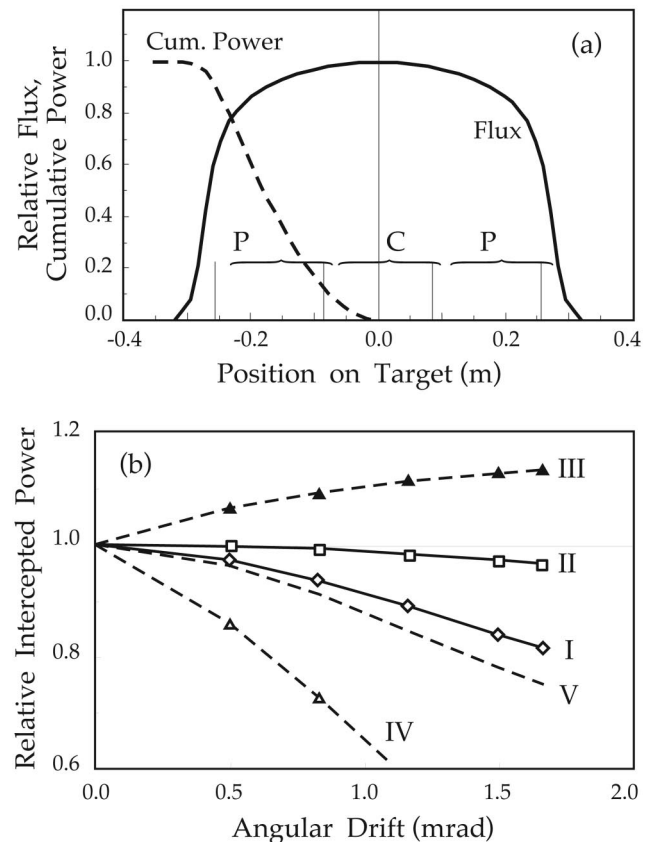 Cum. Power
(a)
Flux
P
C
P
Relative Flux,
Cumulative Power
1.0
0.8
0.6
0.4
0.2
0.0
-0.4
-0.2
0.0
0.2
0.4
Position on Target (m)
(b)
III
II
I
V
IV
Relative Intercepted Power
1.2
1.0
0.8
0.6
0.0
0.5
1.0
1.5
2.0
Angular Drift (mrad)